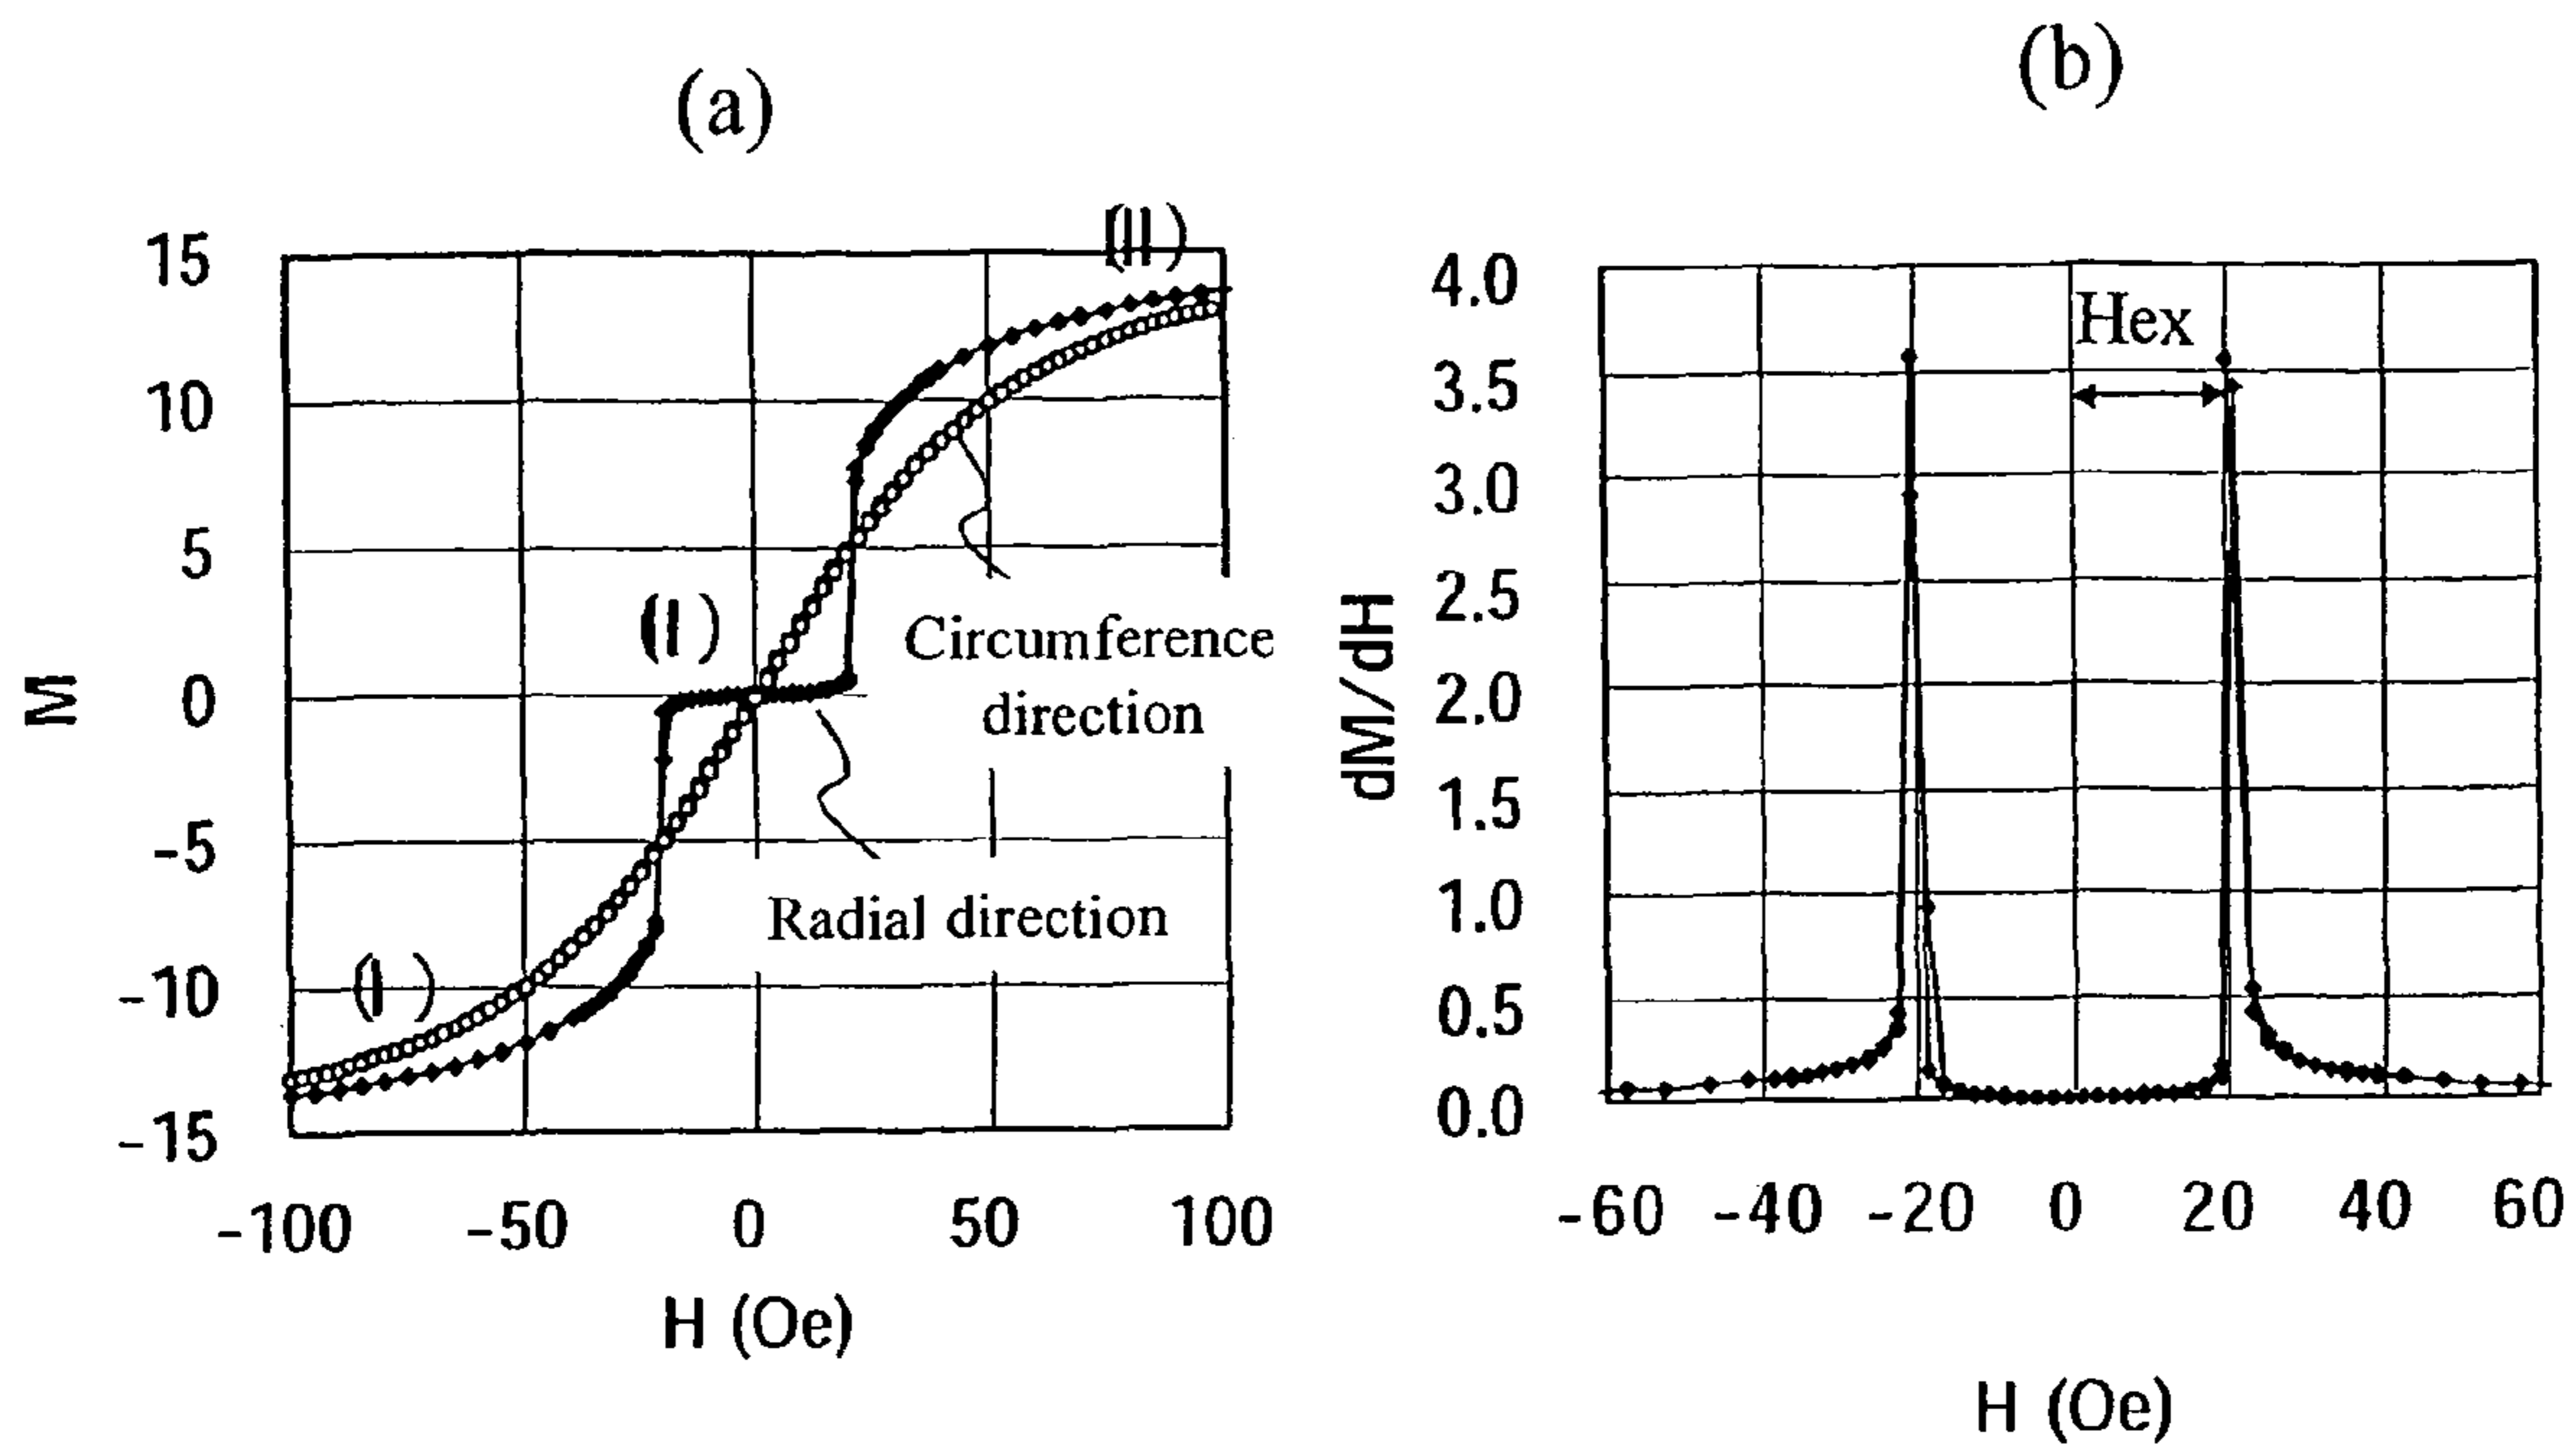 (a)
(b)
15
10
5
0
-5
-10
-15
M
(II)
(I)
(I)
Circumference
direction
Radial direction
-100
-50
0
50
100
H (Oe)
4.0
3.5
3.0
2.5
2.0
1.5
1.0
0.5
0.0
dM/dH
Hex
-60
-40
-20
0
20
40
60
H (Oe)